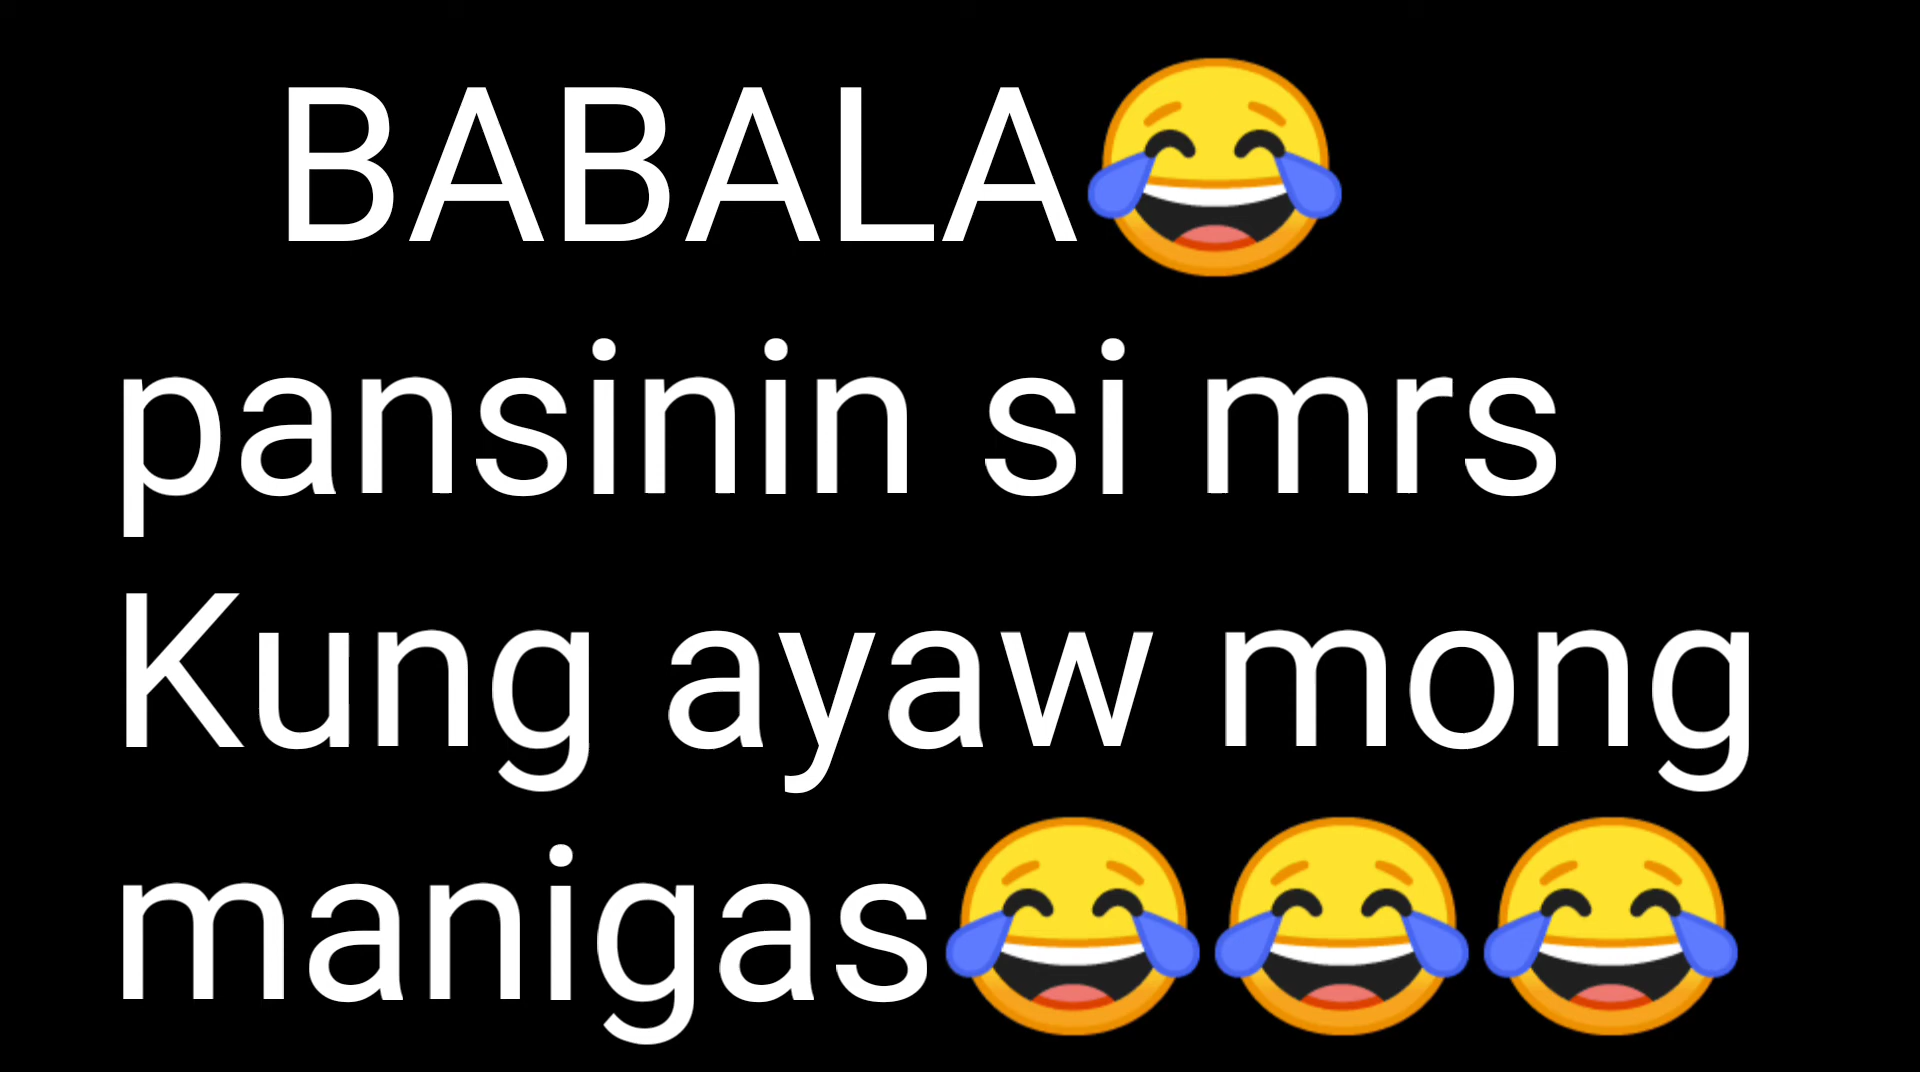 BABALA😂
pansinin si mrs
Kung ayaw mong
manigas😂😂😂